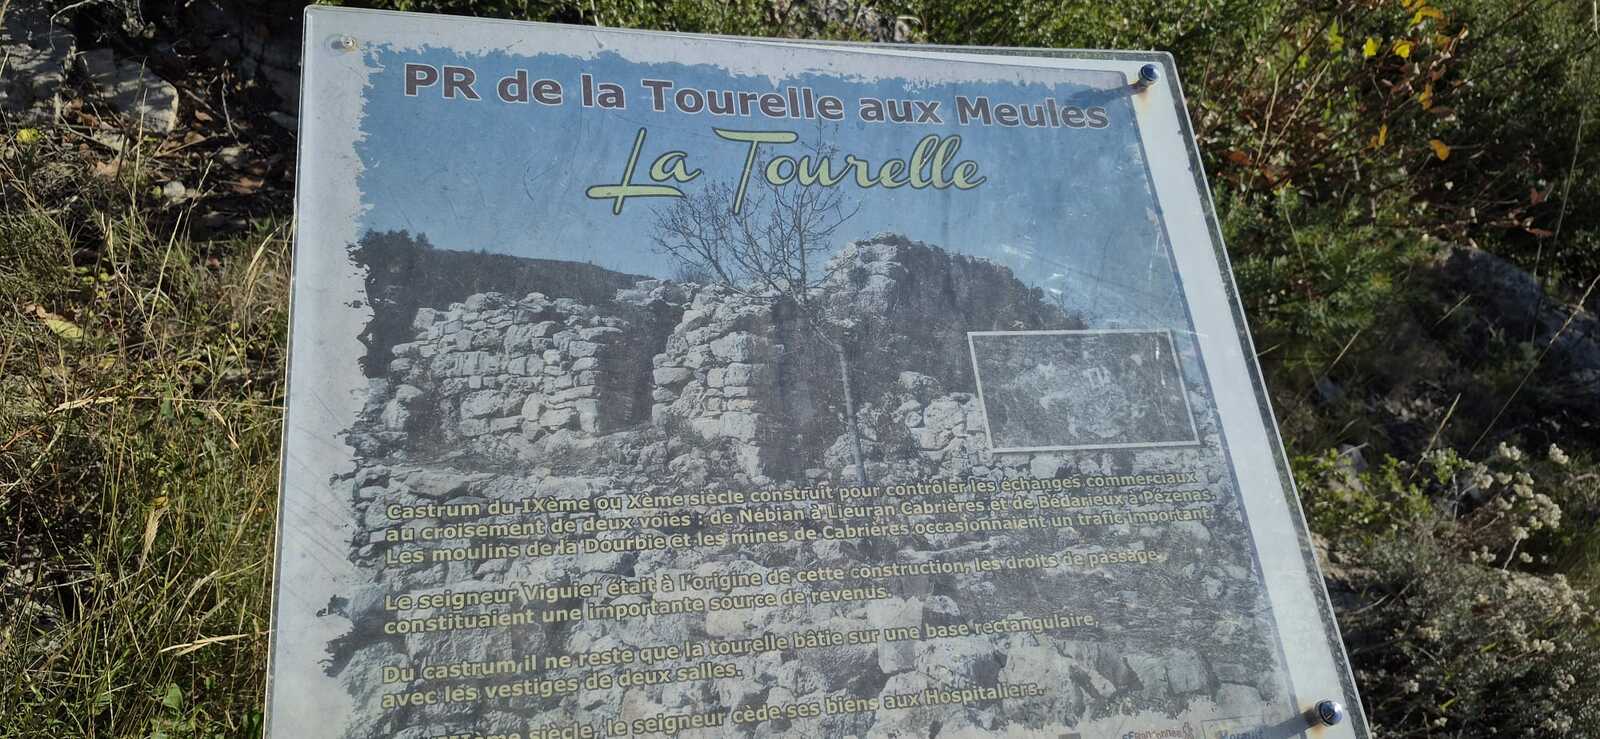 PR de la Tourelle aux Meules
La Tourelle
Castrum du IXème ou Xème siècle construit pour contrôler les échanges commerciaux
au croisement de deux voies : de Nébian à Lieuran Cabrières et de Bédarieux à Pézenas.
Les moulins de la Dourbie et les mines de Cabrières occasionnaient un trafic important.
Le seigneur Viguier était à l'origine de cette construction, les droits de passage
constituaient une importante source de revenus.
Du castrum,il ne reste que la tourelle bâtie sur une base rectangulaire,
avec les vestiges de deux salles.
siècle, le seigneur cède ses biens aux Hospitaliers.